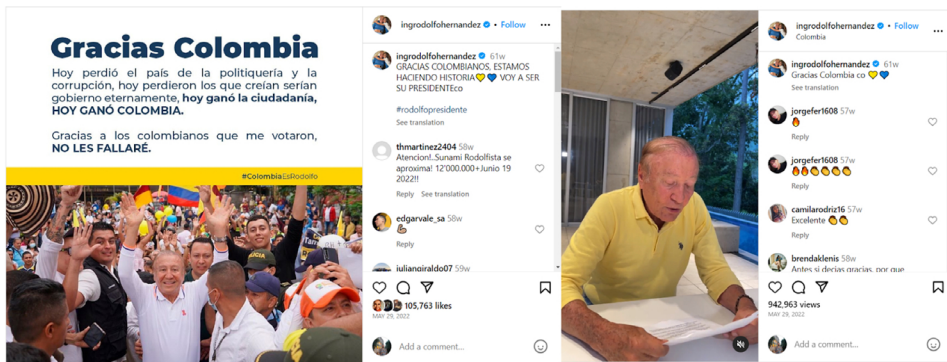 Gracias Colombia
Hoy perdió el país de la politiquería y la
corrupción, hoy perdieron los que creían serían
gobierno eternamente, hoy ganó la ciudadanía,
HOY GANÓ COLOMBIA.
Gracias a los colombianos que me votaron,
NO LES FALLARÉ.
#ColombiaEsRodolfo
ingrodolfohernandez • Follow
ingrodolfohernandez 61w
GRACIAS COLOMBIANOS, ESTAMOS
HACIENDO HISTORIA💛💙 VOY A SER
SU PRESIDENTEco
#rodolfopresidente
See translation
thmartinez2404 58w
Atencion!..Sunami Rodolfista se
aproxima! 12'000.000+Junio 19
2022!!
Reply See translation
edgarvale_sa 58w
💪🏽
Reply
iuliangiraldo07 59w
105,763 likes
MAY 29, 2022
Add a comment...
ingrodolfohernandez • Follow
Colombia
ingrodolfohernandez 61w
Gracias Colombia co 💛💙
See translation
jorgefer1608 57w
🔥
Reply
jorgefer1608 57w
🔥🔥👏👏👏👏
Reply
camilarodriz16 57w
Excelente 👏👏
Reply
brendaklenis 58w
Antes si decias gracias, por que
942,963 views
MAY 29, 2022
Add a comment...